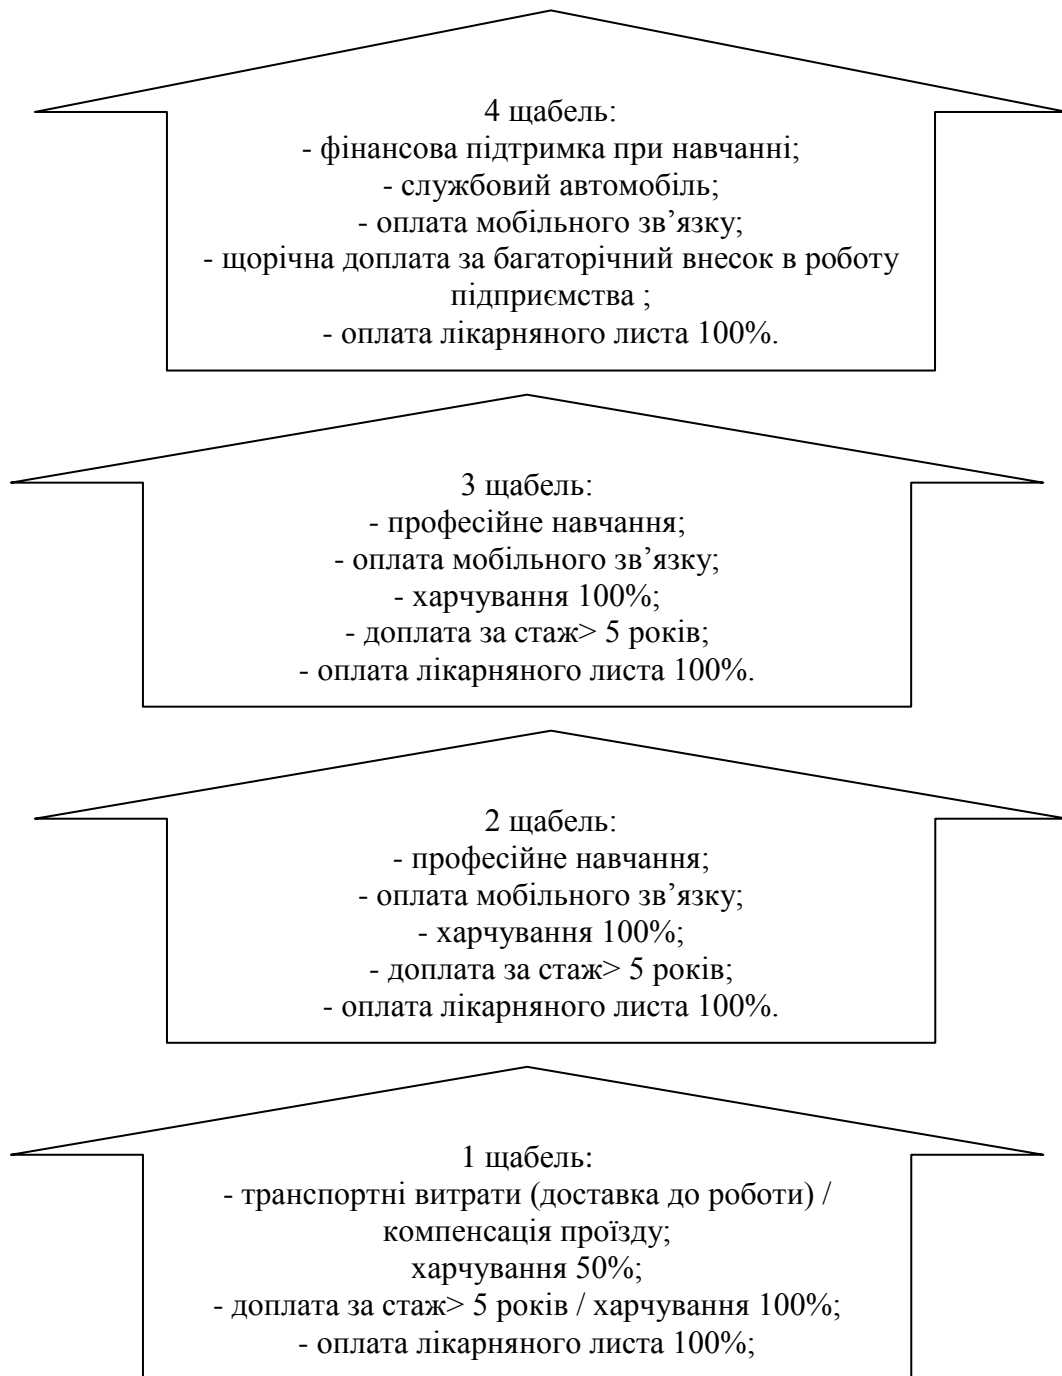 4 щабель:
- фінансова підтримка при навчанні;
- службовий автомобіль;
- оплата мобільного зв’язку;
- щорічна доплата за багаторічний внесок в роботу
підприємства ;
- оплата лікарняного листа 100%.
3 щабель:
- професійне навчання;
- оплата мобільного зв’язку;
- харчування 100%;
- доплата за стаж> 5 років;
- оплата лікарняного листа 100%.
2 щабель:
- професійне навчання;
- оплата мобільного зв’язку;
- харчування 100%;
- доплата за стаж> 5 років;
- оплата лікарняного листа 100%.
1 щабель:
- транспортні витрати (доставка до роботи) /
компенсація проїзду;
харчування 50%;
- доплата за стаж> 5 років / харчування 100%;
- оплата лікарняного листа 100%;